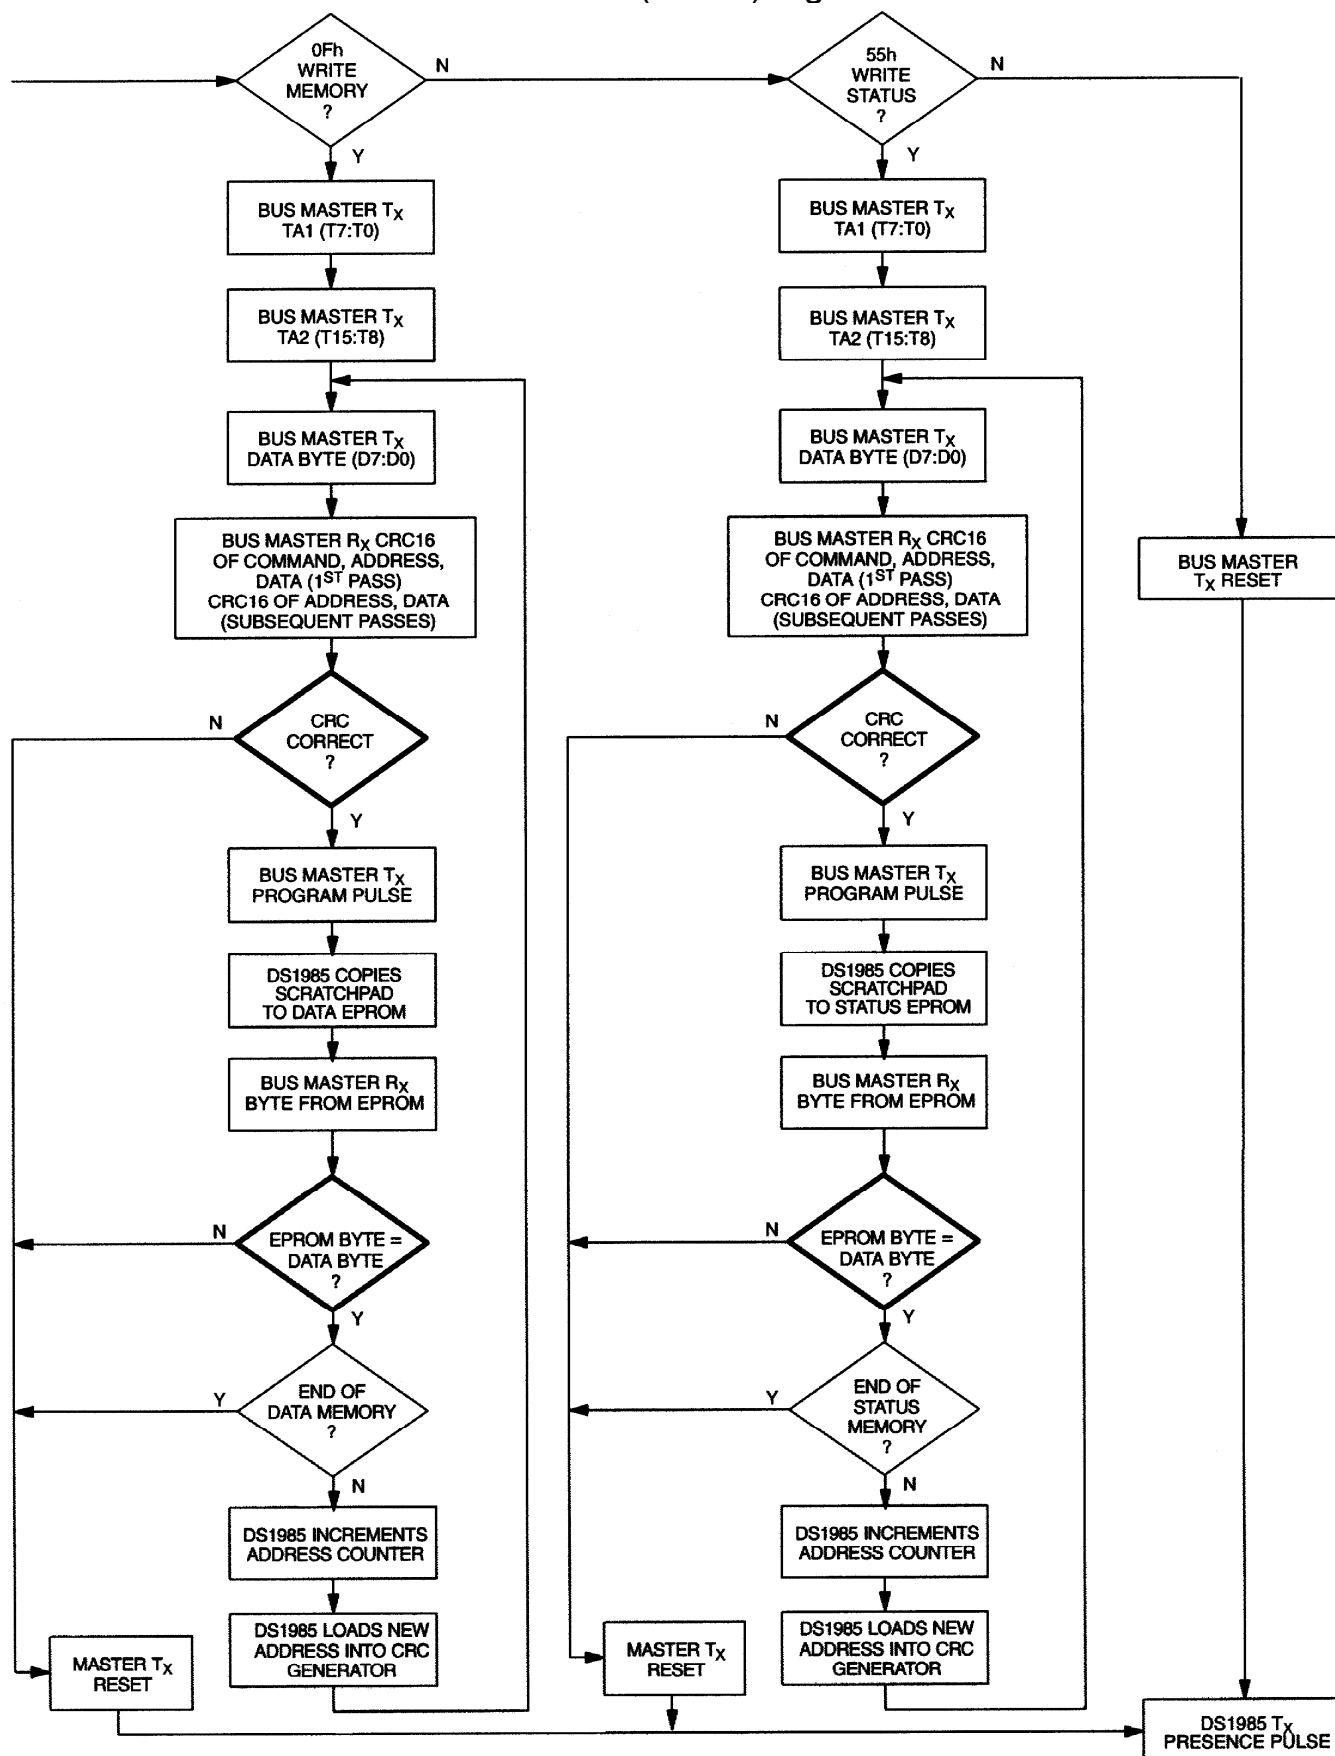 0Fh
WRITE
MEMORY
?
N
Y
BUS MASTER TX
TA1 (T7:T0)
BUS MASTER TX
TA2 (T15:T8)
BUS MASTER TX
DATA BYTE (D7:D0)
BUS MASTER RX CRC16
OF COMMAND, ADDRESS,
DATA (1ST PASS)
CRC16 OF ADDRESS, DATA
(SUBSEQUENT PASSES)
N
CRC
CORRECT
?
Y
BUS MASTER TX
PROGRAM PULSE
DS1985 COPIES
SCRATCHPAD
TO DATA EPROM
BUS MASTER RX
BYTE FROM EPROM
N
EPROM BYTE =
DATA BYTE
?
Y
Y
END OF
DATA MEMORY
?
N
DS1985 INCREMENTS
ADDRESS COUNTER
DS1985 LOADS NEW
ADDRESS INTO CRC
GENERATOR
MASTER TX
RESET
55h
WRITE
STATUS
?
N
Y
BUS MASTER TX
TA1 (T7:T0)
BUS MASTER TX
TA2 (T15:T8)
BUS MASTER TX
DATA BYTE (D7:D0)
BUS MASTER RX CRC16
OF COMMAND, ADDRESS,
DATA (1ST PASS)
CRC16 OF ADDRESS, DATA
(SUBSEQUENT PASSES)
N
CRC
CORRECT
?
Y
BUS MASTER TX
PROGRAM PULSE
DS1985 COPIES
SCRATCHPAD
TO STATUS EPROM
BUS MASTER RX
BYTE FROM EPROM
N
EPROM BYTE =
DATA BYTE
?
Y
Y
END OF
STATUS
MEMORY
?
N
DS1985 INCREMENTS
ADDRESS COUNTER
DS1985 LOADS NEW
ADDRESS INTO CRC
GENERATOR
MASTER TX
RESET
BUS MASTER
TX RESET
DS1985 TX
PRESENCE PULSE